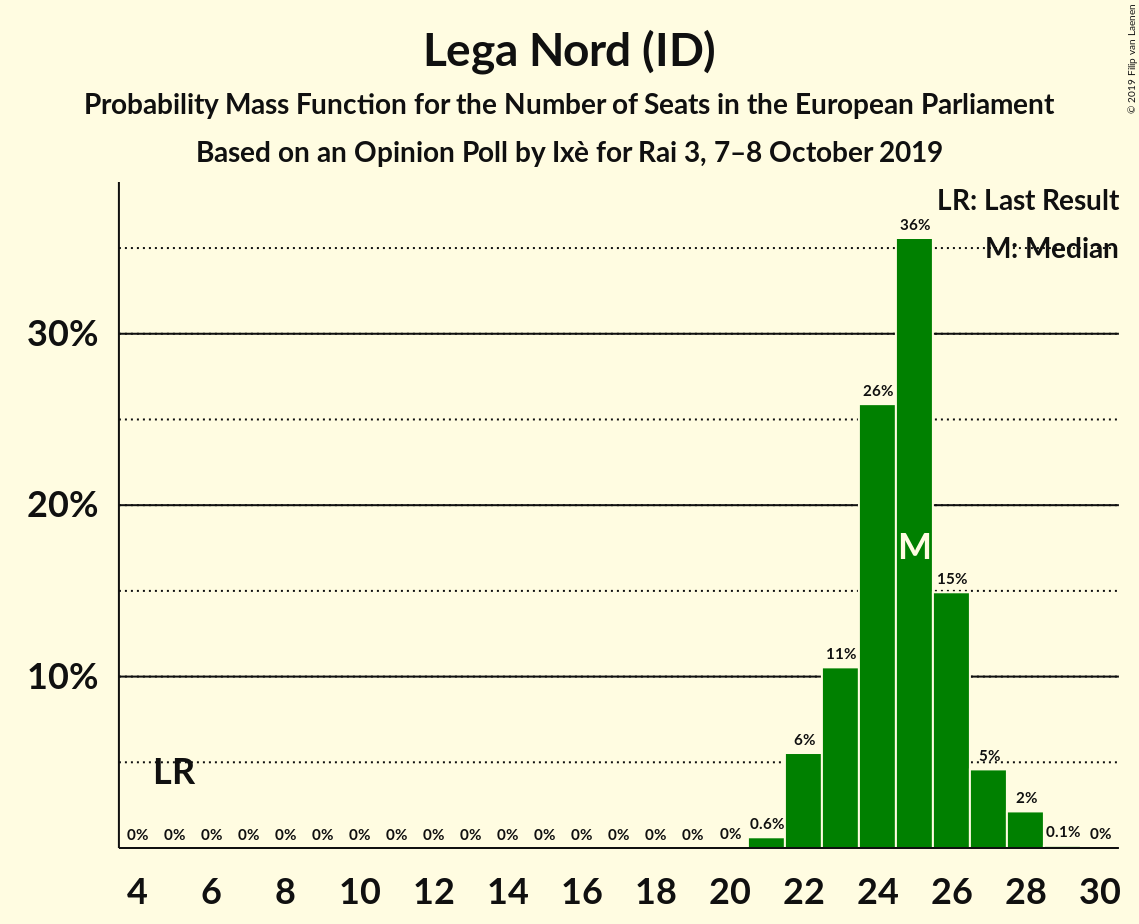 Lega Nord (ID)
Probability Mass Function for the Number of Seats in the European Parliament
Based on an Opinion Poll by Ixè for Rai 3, 7–8 October 2019
© 2019 Filip van Laenen
LR: Last Result
M: Median
36%
30%
26%
20%
M
15%
11%
10%
6%
5%
LR
2%
0% 0% 0% 0% 0% 0% 0% 0% 0% 0% 0% 0% 0% 0% 0% 0% 0% 0.6% 0.1% 0%
4 6 8 10 12 14 16 18 20 22 24 26 28 30